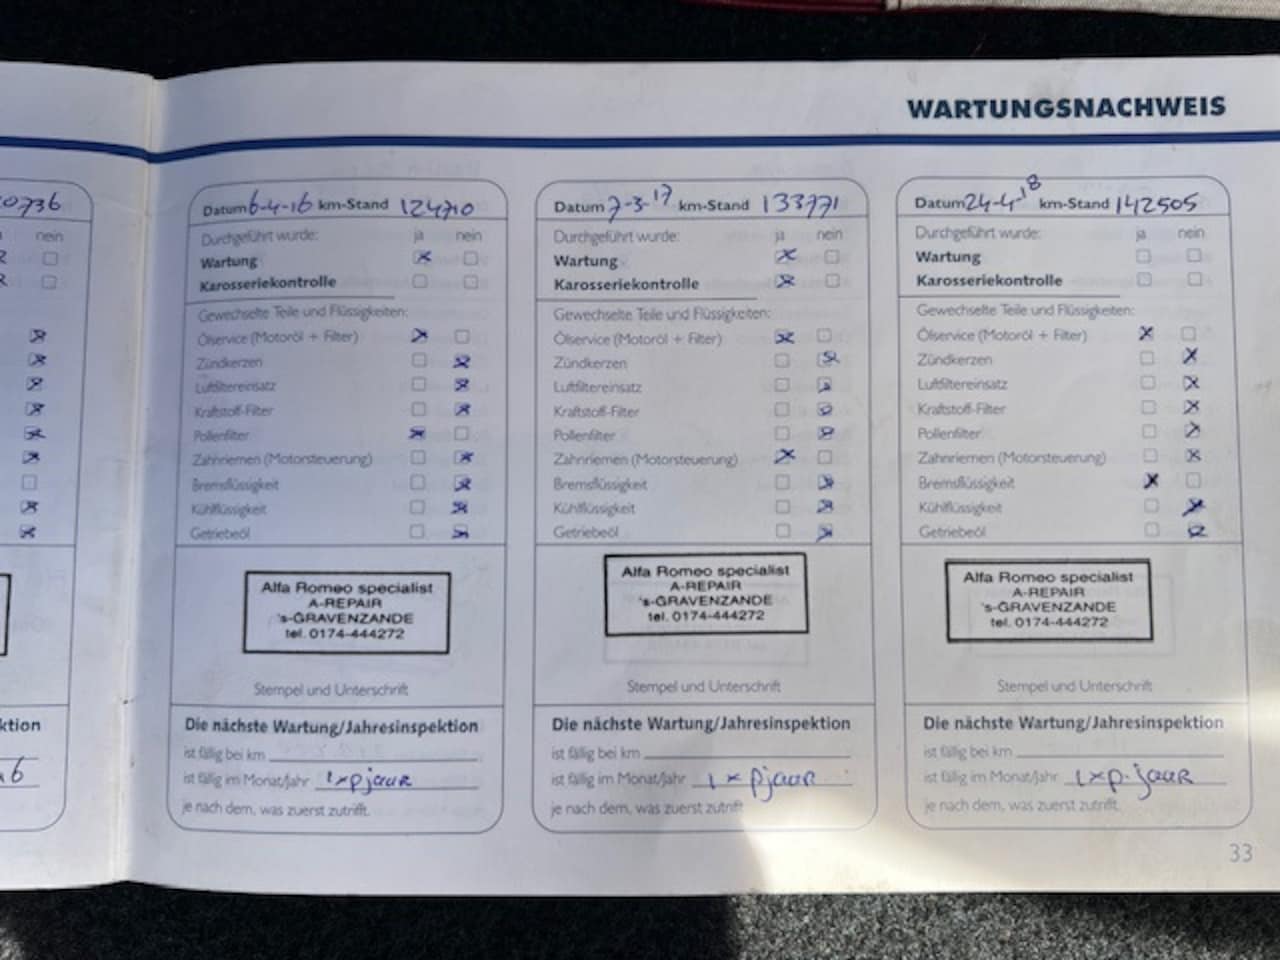 WARTUNGSNACHWEIS
0736
nein
ktion
Datum 6-4-16 km-Stand 124710
Durchgeführt wurde: ja nein
Wartung
Karosseriekontrolle
Gewechselte Teile und Flüssigkeiten:
Ölservice (Motoröl + Filter)
Zündkerzen
Luftfiltereinsatz
Kraftstoff-Filter
Pollenfilter
Zahnriemen (Motorsteuerung)
Bremsflüssigkeit
Kühlflüssigkeit
Getriebeöl
Alfa Romeo specialist
A-REPAIR
's-GRAVENZANDE
tel. 0174-444272
Stempel und Unterschrift
Die nächste Wartung/Jahresinspektion
ist fällig bei km
ist fällig im Monat/Jahr 1xp jaar
je nach dem, was zuerst zutrifft.
Datum 7-3-17 km-Stand 133771
Durchgeführt wurde: ja nein
Wartung
Karosseriekontrolle
Gewechselte Teile und Flüssigkeiten:
Ölservice (Motoröl + Filter)
Zündkerzen
Luftfiltereinsatz
Kraftstoff-Filter
Pollenfilter
Zahnriemen (Motorsteuerung)
Bremsflüssigkeit
Kühlflüssigkeit
Getriebeöl
Alfa Romeo specialist
A-REPAIR
's-GRAVENZANDE
tel. 0174-444272
Stempel und Unterschrift
Die nächste Wartung/Jahresinspektion
ist fällig bei km
ist fällig im Monat/Jahr 1 x pjaar
je nach dem, was zuerst zutrifft
Datum 24-4-18 km-Stand 142505
Durchgeführt wurde: ja nein
Wartung
Karosseriekontrolle
Gewechselte Teile und Flüssigkeiten:
Ölservice (Motoröl + Filter)
Zündkerzen
Luftfiltereinsatz
Kraftstoff-Filter
Pollenfilter
Zahnriemen (Motorsteuerung)
Bremsflüssigkeit
Kühlflüssigkeit
Getriebeöl
Alfa Romeo specialist
A-REPAIR
's-GRAVENZANDE
tel. 0174-444272
Stempel und Unterschrift
Die nächste Wartung/Jahresinspektion
ist fällig bei km
ist fällig im Monat/Jahr 1xp.jaar
je nach dem, was zuerst zutrifft.
33